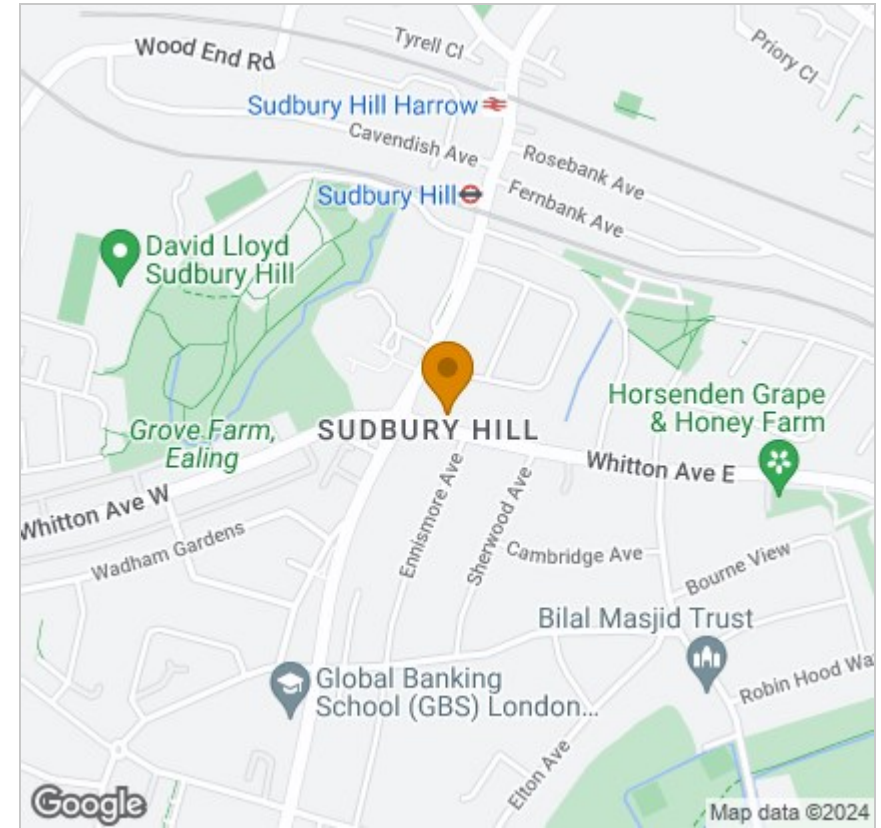 Wood End Rd
Tyrell Cl
Priory Cl
Sudbury Hill Harrow
Cavendish Ave
Rosebank Ave
Sudbury Hill
Fernbank Ave
David Lloyd
Sudbury Hill
Horsenden Grape
& Honey Farm
Grove Farm,
Ealing
SUDBURY HILL
Whitton Ave E
Whitton Ave W
Ennismore Ave
Sherwood Ave
Wadham Gardens
Cambridge Ave
Bourne View
Bilal Masjid Trust
Global Banking
School (GBS) London...
Robin Hood Wa
Elton Ave
Google
Map data ©2024